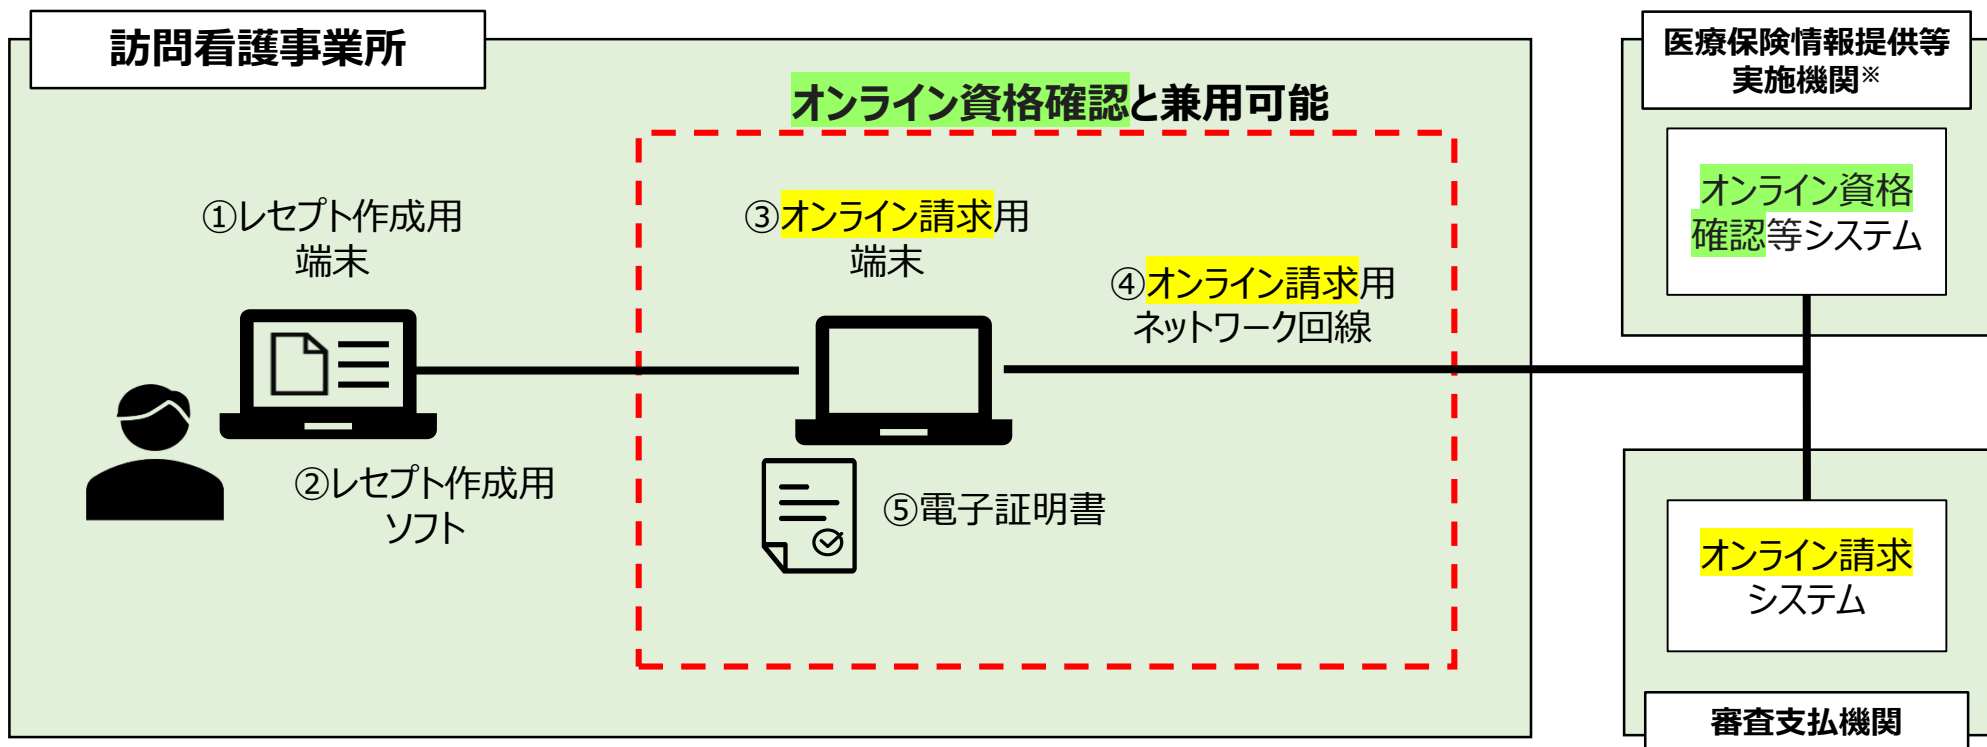 訪問看護事業所
オンライン資格確認と兼用可能
①レセプト作成用
端末
②レセプト作成用
ソフト
③オンライン請求用
端末
④オンライン請求用
ネットワーク回線
⑤電子証明書
医療保険情報提供等
実施機関※
オンライン資格
確認等システム
オンライン請求
システム
審査支払機関